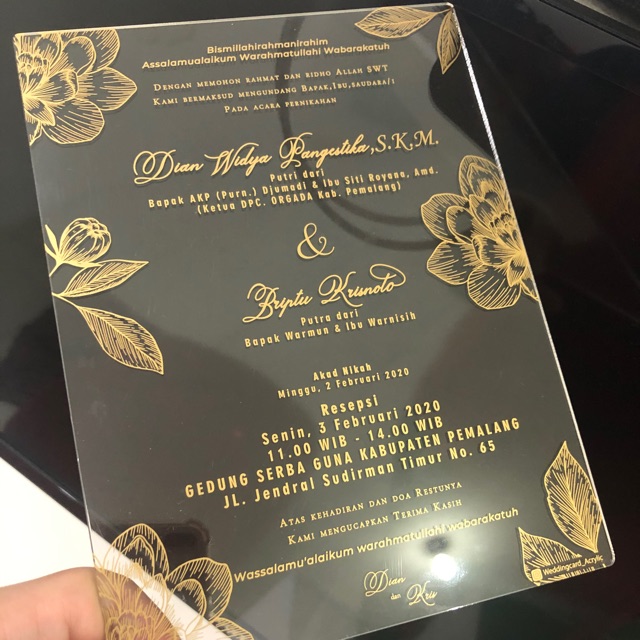 Bismillahirahmanirahim
Assalamualaikum Warahmatullahi Wabarakatuh
Dengan memohon rahmat dan ridho Allah SWT
Kami bermaksud mengundang Bapak,Ibu,saudara/i
Pada acara pernikahan
Dian Widya Pangestika,S.K.M.
Putri dari
Bapak AKP (Purn.) Djumadi & Ibu Siti Royana, Amd.
(Ketua DPC. ORGADA Kab. Pemalang)
&
Briptu Krisnoto
Putra dari
Bapak Warmun & Ibu Warnisih
Akad Nikah
Minggu, 2 Februari 2020
Resepsi
Senin, 3 Februari 2020
11.00 WIB - 14.00 WIB
GEDUNG SERBA GUNA KABUPATEN PEMALANG
JL. Jendral Sudirman Timur No. 65
Atas kehadiran dan doa Restunya
Kami mengucapkan Terima Kasih
Wassalamu'alaikum warahmatullahi wabarakatuh
Dian
dan
Kris
Weddingcard_Acrylic